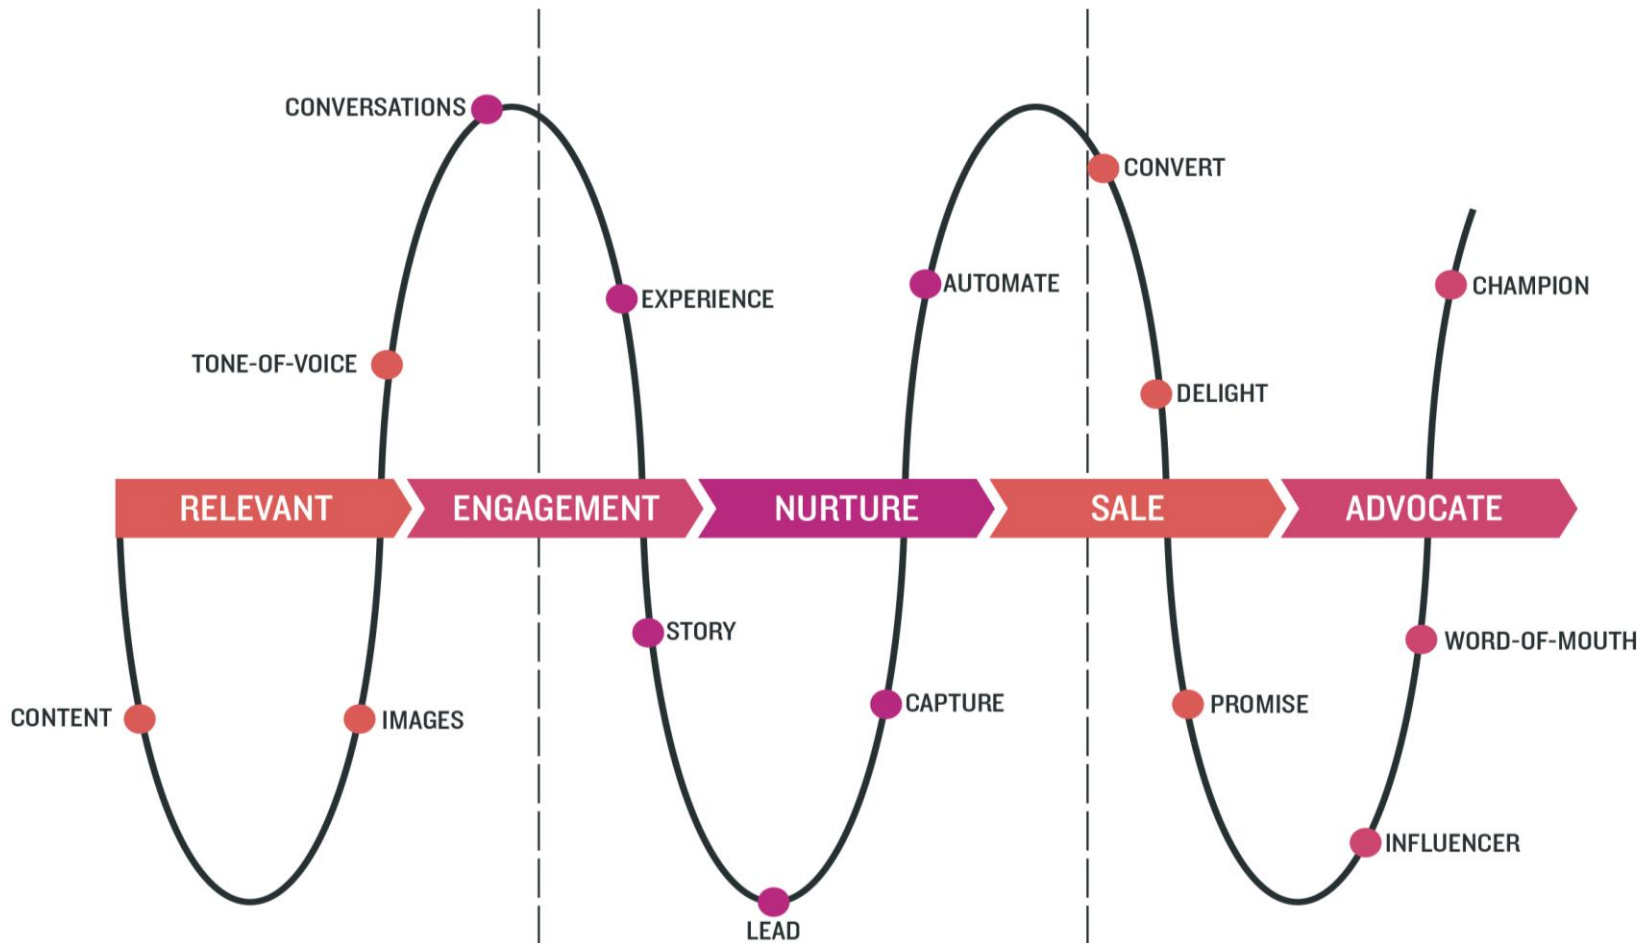 CONVERSATIONS
CONVERT
EXPERIENCE
AUTOMATE
CHAMPION
TONE-OF-VOICE
DELIGHT
RELEVANT
ENGAGEMENT
NURTURE
SALE
ADVOCATE
STORY
WORD-OF-MOUTH
CONTENT
IMAGES
CAPTURE
PROMISE
INFLUENCER
LEAD